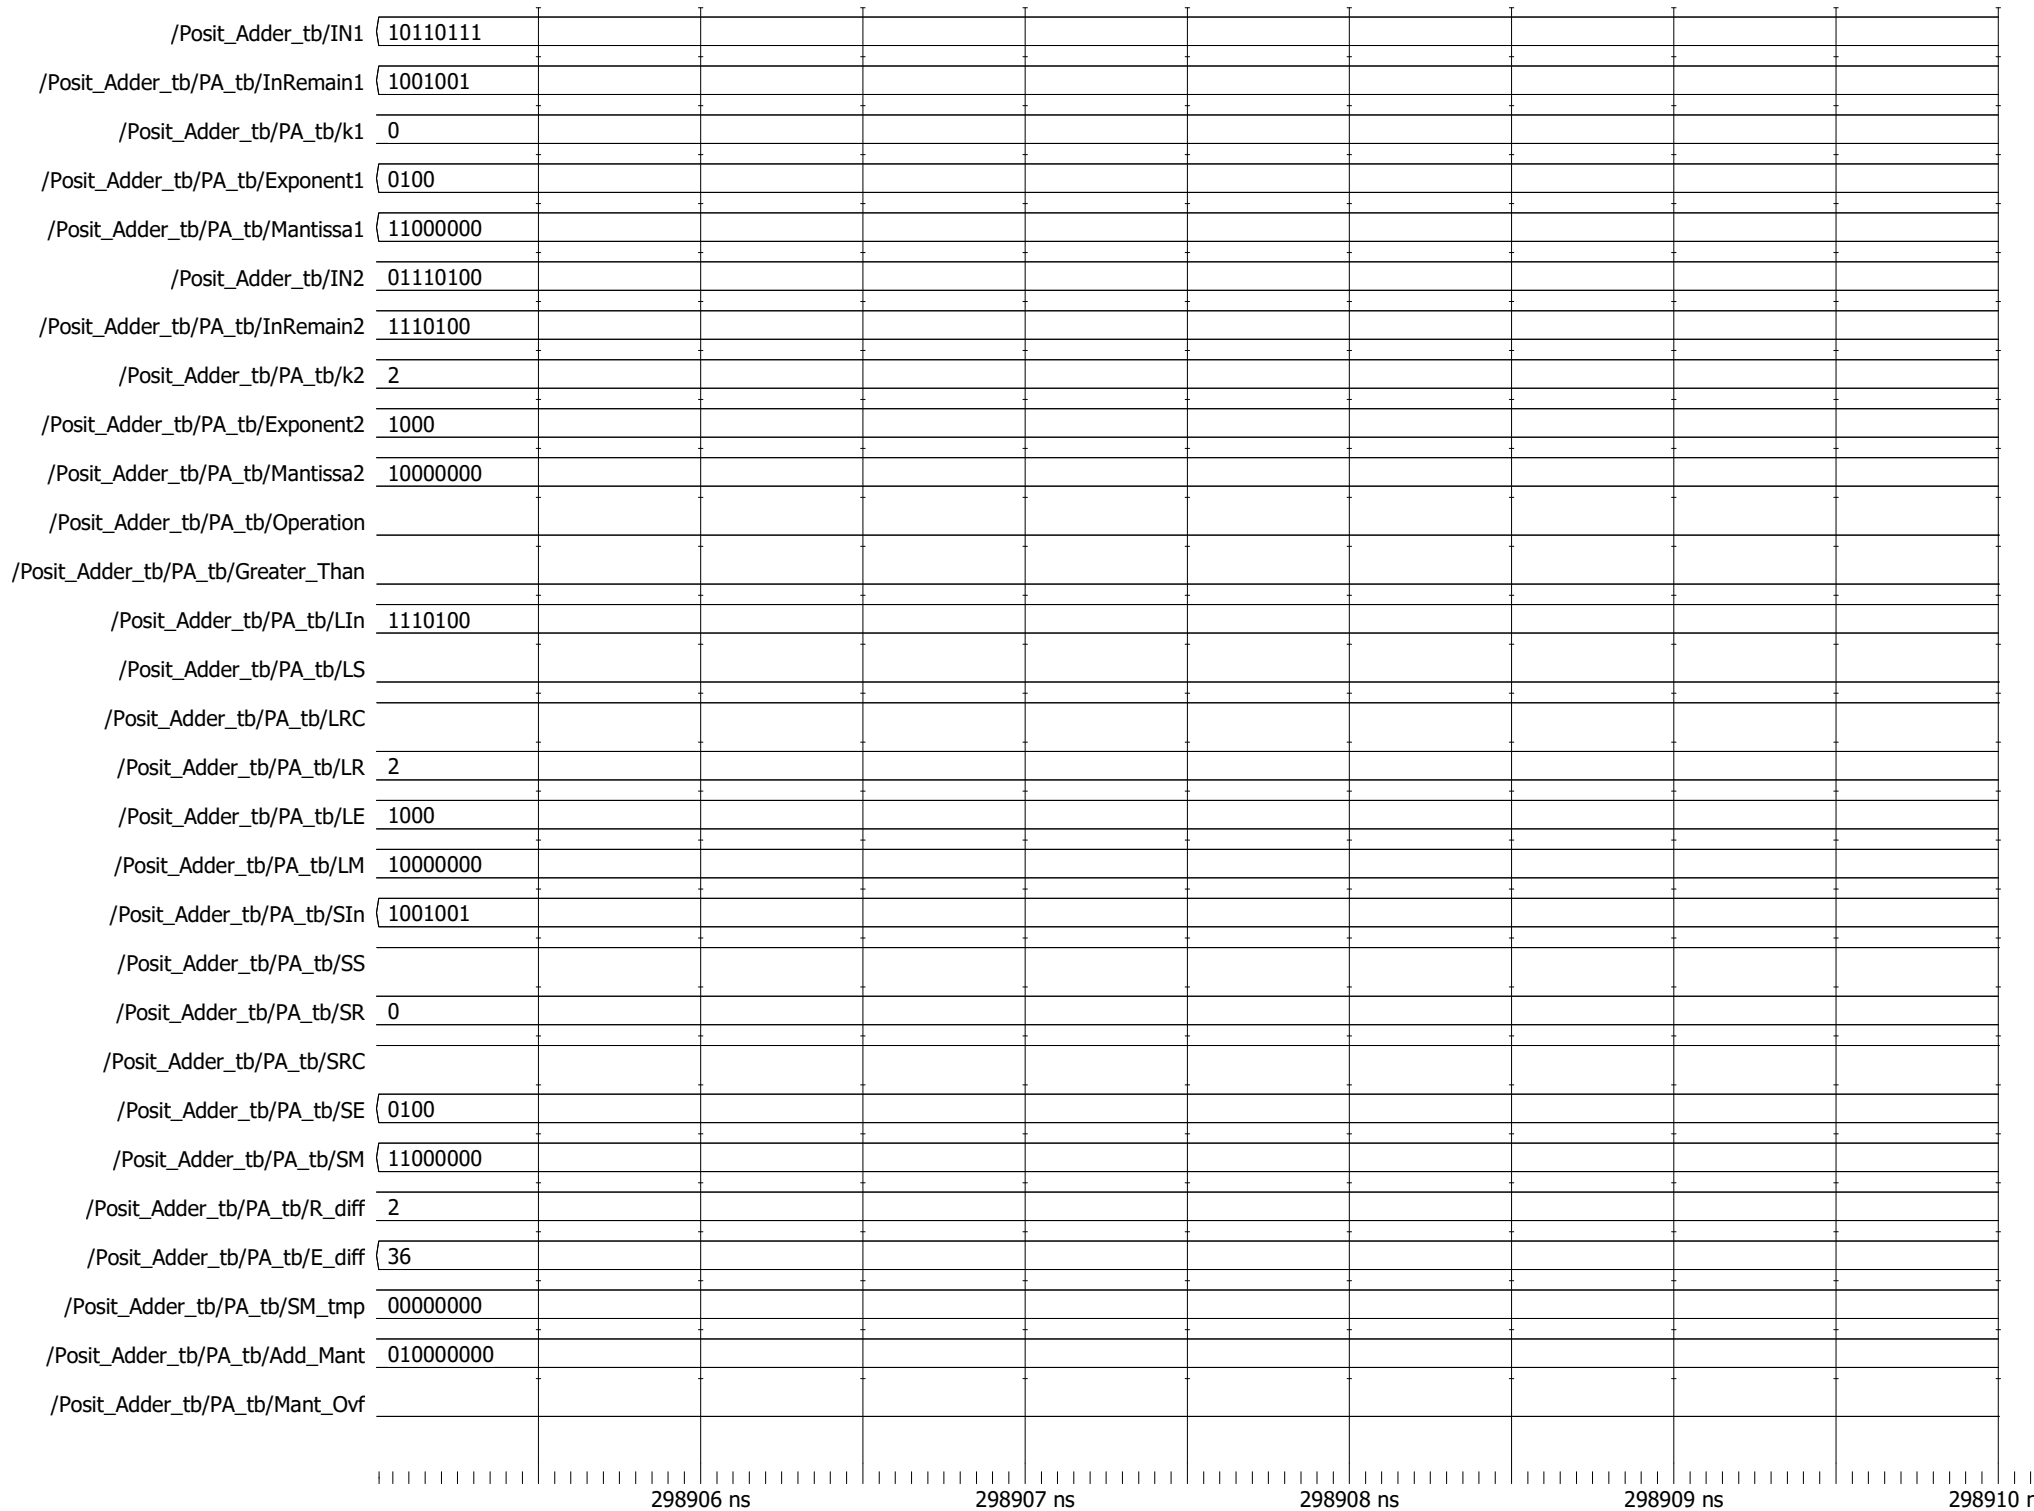 /Posit_Adder_tb/IN1 10110111
/Posit_Adder_tb/PA_tb/InRemain1 1001001
/Posit_Adder_tb/PA_tb/k1 0
/Posit_Adder_tb/PA_tb/Exponent1 0100
/Posit_Adder_tb/PA_tb/Mantissa1 11000000
/Posit_Adder_tb/IN2 01110100
/Posit_Adder_tb/PA_tb/InRemain2 1110100
/Posit_Adder_tb/PA_tb/k2 2
/Posit_Adder_tb/PA_tb/Exponent2 1000
/Posit_Adder_tb/PA_tb/Mantissa2 10000000
/Posit_Adder_tb/PA_tb/Operation
/Posit_Adder_tb/PA_tb/Greater_Than
/Posit_Adder_tb/PA_tb/LIn 1110100
/Posit_Adder_tb/PA_tb/LS
/Posit_Adder_tb/PA_tb/LRC
/Posit_Adder_tb/PA_tb/LR 2
/Posit_Adder_tb/PA_tb/LE 1000
/Posit_Adder_tb/PA_tb/LM 10000000
/Posit_Adder_tb/PA_tb/SIn 1001001
/Posit_Adder_tb/PA_tb/SS
/Posit_Adder_tb/PA_tb/SR 0
/Posit_Adder_tb/PA_tb/SRC
/Posit_Adder_tb/PA_tb/SE 0100
/Posit_Adder_tb/PA_tb/SM 11000000
/Posit_Adder_tb/PA_tb/R_diff 2
/Posit_Adder_tb/PA_tb/E_diff 36
/Posit_Adder_tb/PA_tb/SM_tmp 00000000
/Posit_Adder_tb/PA_tb/Add_Mant 010000000
/Posit_Adder_tb/PA_tb/Mant_Ovf
298906 ns 298907 ns 298908 ns 298909 ns 298910